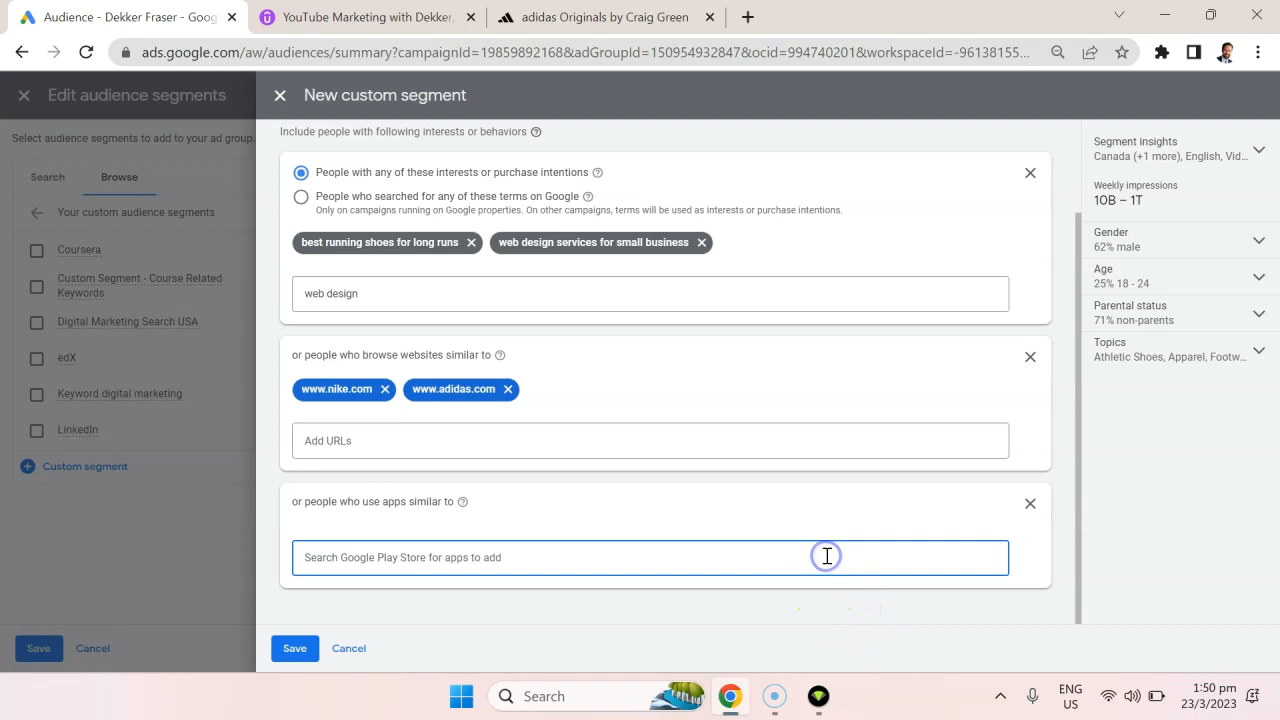 Audience - Dekker Fraser - Goog
YouTube Marketing with Dekker,
adidas Originals by Craig Green
ads.google.com/aw/audiences/summary?campaignId=19859892168&adGroupId=150954932847&ocid=994740201&workspaceId=-96138155...
Edit audience segments
New custom segment
Select audience segments to add to your ad group.
Search
Browse
Your custom audience segments
Coursera
Custom Segment - Course Related
Keywords
Digital Marketing Search USA
edX
Keyword digital marketing
LinkedIn
Custom segment
Save
Cancel
Include people with following interests or behaviors
People with any of these interests or purchase intentions
People who searched for any of these terms on Google
Only on campaigns running on Google properties. On other campaigns, terms will be used as interests or purchase intentions.
best running shoes for long runs
web design services for small business
web design
or people who browse websites similar to
www.nike.com
www.adidas.com
Add URLs
or people who use apps similar to
Search Google Play Store for apps to add
Save
Cancel
Segment insights
Canada (+1 more), English, Vid...
Weekly impressions
10B – 1T
Gender
62% male
Age
25% 18 - 24
Parental status
71% non-parents
Topics
Athletic Shoes, Apparel, Footw...
Search
ENG
US
1:50 pm
23/3/2023